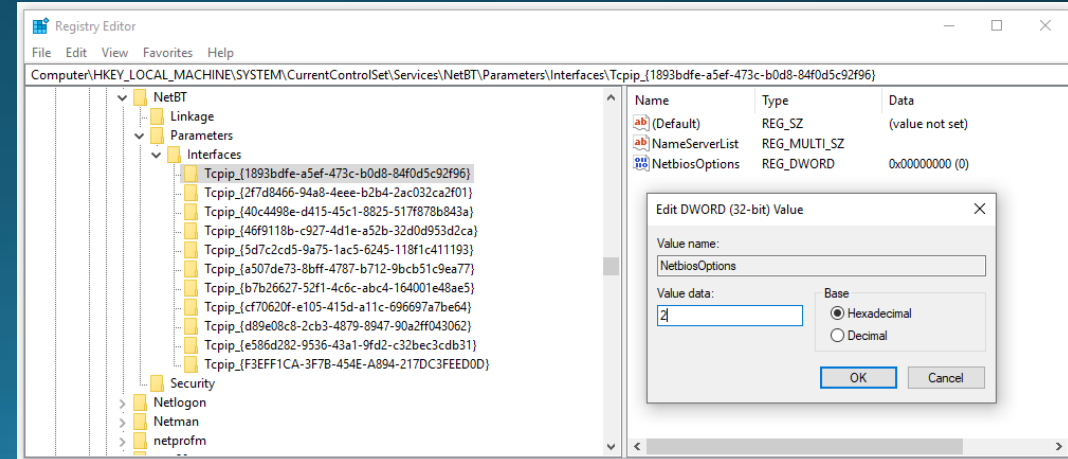 Registry Editor
File Edit View Favorites Help
Computer\HKEY_LOCAL_MACHINE\SYSTEM\CurrentControlSet\Services\NetBT\Parameters\Interfaces\Tcpip_{1893bdfe-a5ef-473c-b0d8-84f0d5c92f96}
NetBT
Linkage
Parameters
Interfaces
Tcpip_{1893bdfe-a5ef-473c-b0d8-84f0d5c92f96}
Tcpip_{2f7d8466-94a8-4eee-b2b4-2ac032ca2f01}
Tcpip_{40c4498e-d415-45c1-8825-517f878b843a}
Tcpip_{46f9118b-c927-4d1e-a52b-32d0d953d2ca}
Tcpip_{5d7c2cd5-9a75-1ac5-6245-118f1c411193}
Tcpip_{a507de73-8bff-4787-b712-9bcb51c9ea77}
Tcpip_{b7b26627-52f1-4c6c-abc4-164001e48ae5}
Tcpip_{cf70620f-e105-415d-a11c-696697a7be64}
Tcpip_{d89e08c8-2cb3-4879-8947-90a2ff043062}
Tcpip_{e586d282-9536-43a1-9fd2-c32bec3cdb31}
Tcpip_{F3EFF1CA-3F7B-454E-A894-217DC3FEED0D}
Security
Netlogon
Netman
netprofm
Name Type Data
(Default) REG_SZ (value not set)
NameServerList REG_MULTI_SZ
NetbiosOptions REG_DWORD 0x00000000 (0)
Edit DWORD (32-bit) Value
Value name:
NetbiosOptions
Value data:
2
Base
Hexadecimal
Decimal
OK Cancel